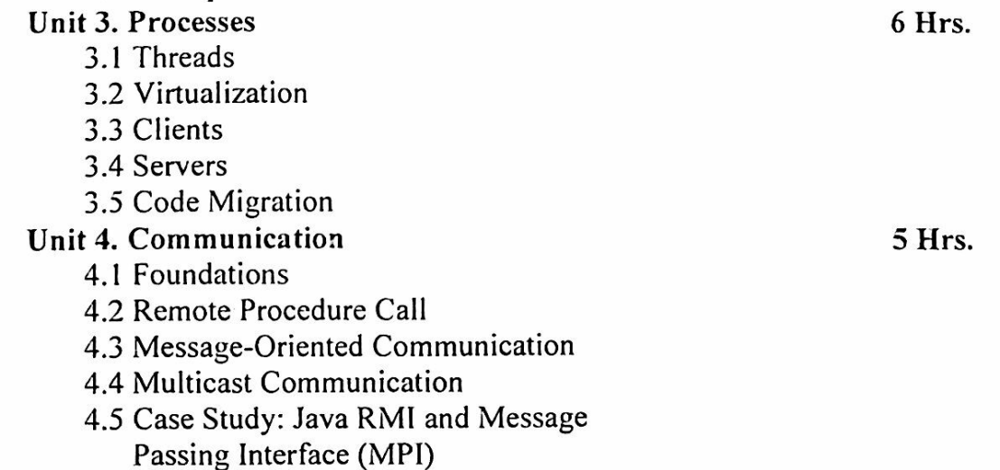 Unit 3. Processes 6 Hrs.
3.1 Threads
3.2 Virtualization
3.3 Clients
3.4 Servers
3.5 Code Migration
Unit 4. Communication 5 Hrs.
4.1 Foundations
4.2 Remote Procedure Call
4.3 Message-Oriented Communication
4.4 Multicast Communication
4.5 Case Study: Java RMI and Message
Passing Interface (MPI)